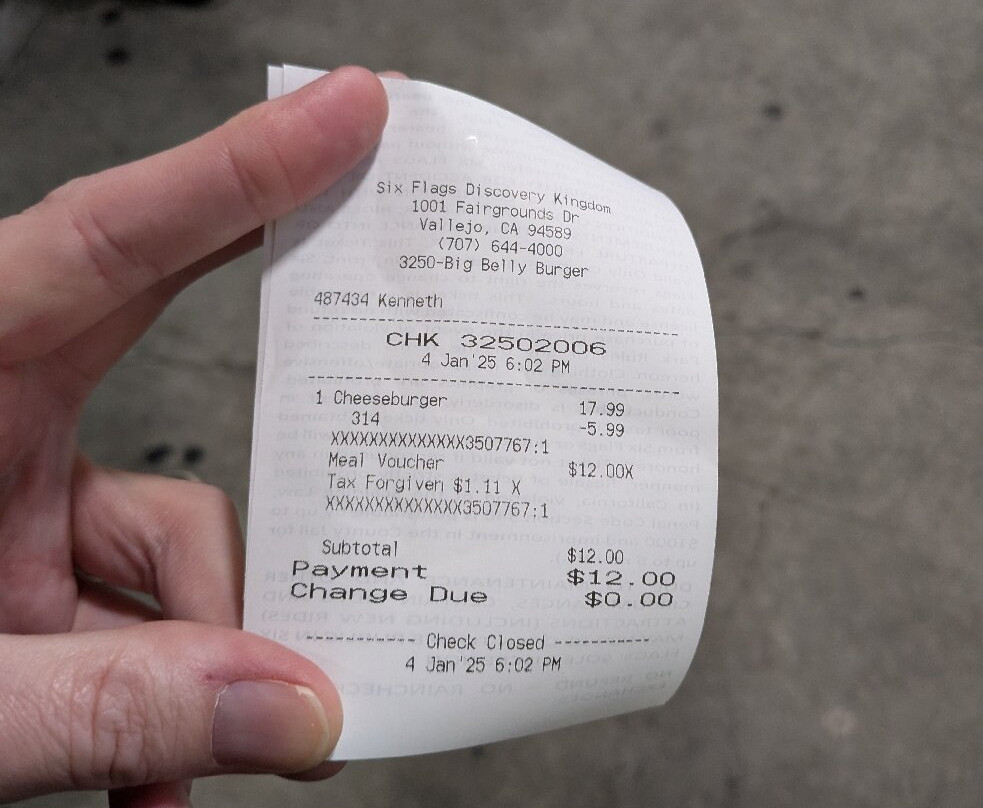 Six Flags Discovery Kingdom
1001 Fairgrounds Dr
Vallejo, CA 94589
(707) 644-4000
3250-Big Belly Burger
487434 Kenneth
CHK 32502006
4 Jan'25 6:02 PM
1 Cheeseburger 17.99
314 -5.99
XXXXXXXXXXXXXX3507767:1
Meal Voucher $12.00X
Tax Forgiven $1.11 X
XXXXXXXXXXXXXX3507767:1
Subtotal $12.00
Payment $12.00
Change Due $0.00
--------------- Check Closed -------------
4 Jan'25 6:02 PM